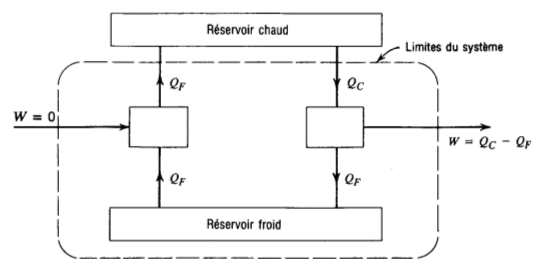 Réservoir chaud
Limites du système
Q_F
Q_C
W = 0
W = Q_C − Q_F
Q_F
Q_F
Réservoir froid